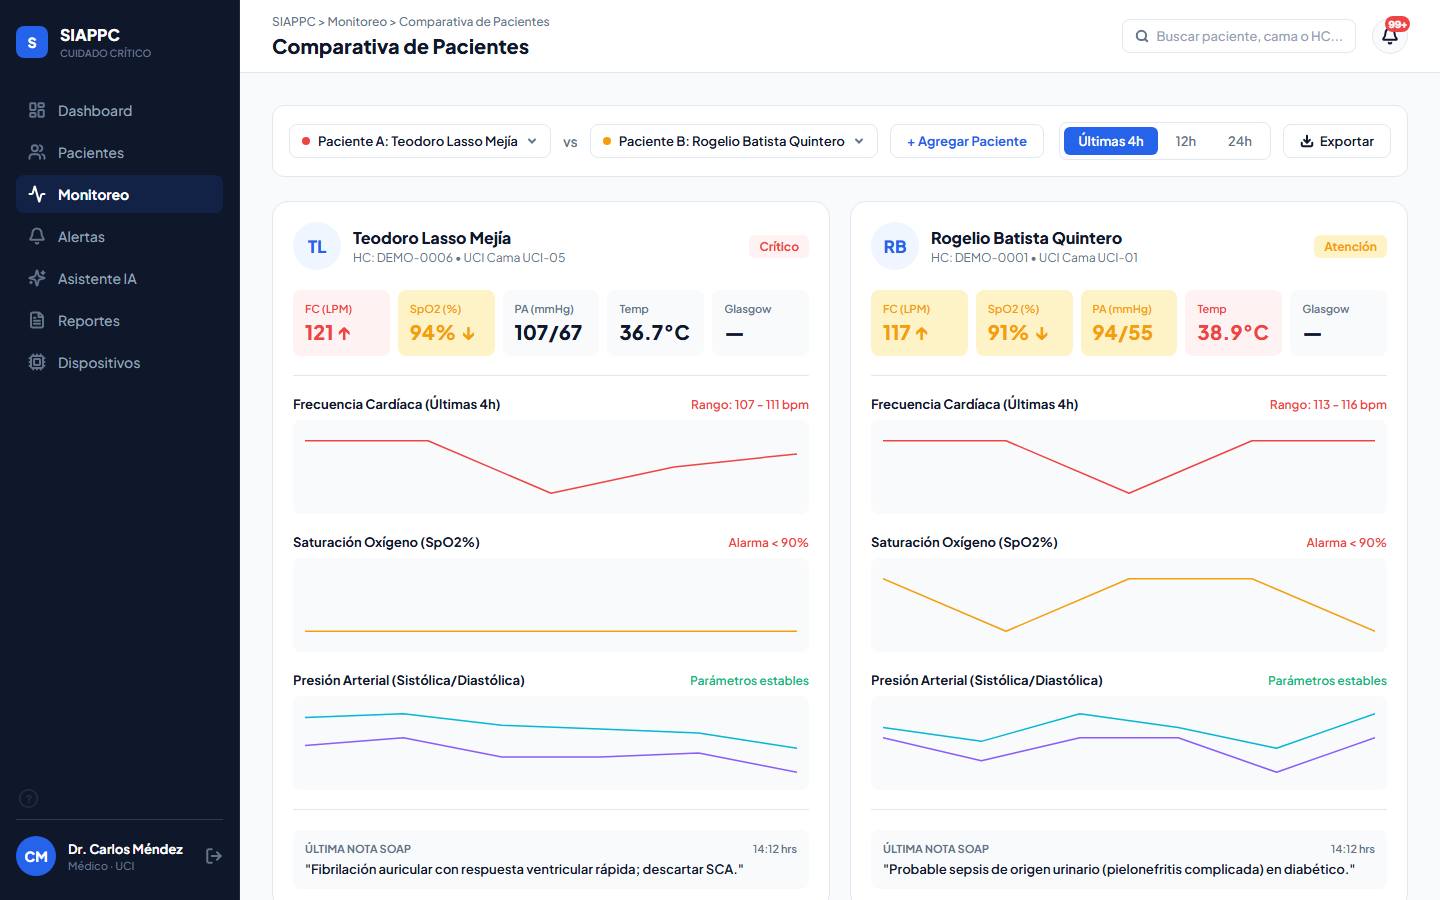 S
SIAPPC
CUIDADO CRÍTICO
Dashboard
Pacientes
Monitoreo
Alertas
Asistente IA
Reportes
Dispositivos
?
CM
Dr. Carlos Méndez
Médico · UCI
SIAPPC > Monitoreo > Comparativa de Pacientes
Comparativa de Pacientes
Buscar paciente, cama o HC...
99+
Paciente A: Teodoro Lasso Mejía
vs
Paciente B: Rogelio Batista Quintero
+ Agregar Paciente
Últimas 4h
12h
24h
Exportar
TL
Teodoro Lasso Mejía
HC: DEMO-0006 • UCI Cama UCI-05
Crítico
FC (LPM)
121 ↑
SpO2 (%)
94% ↓
PA (mmHg)
107/67
Temp
36.7°C
Glasgow
—
Frecuencia Cardíaca (Últimas 4h)
Rango: 107 - 111 bpm
Saturación Oxígeno (SpO2%)
Alarma < 90%
Presión Arterial (Sistólica/Diastólica)
Parámetros estables
ÚLTIMA NOTA SOAP
14:12 hrs
"Fibrilación auricular con respuesta ventricular rápida; descartar SCA."
RB
Rogelio Batista Quintero
HC: DEMO-0001 • UCI Cama UCI-01
Atención
FC (LPM)
117 ↑
SpO2 (%)
91% ↓
PA (mmHg)
94/55
Temp
38.9°C
Glasgow
—
Frecuencia Cardíaca (Últimas 4h)
Rango: 113 - 116 bpm
Saturación Oxígeno (SpO2%)
Alarma < 90%
Presión Arterial (Sistólica/Diastólica)
Parámetros estables
ÚLTIMA NOTA SOAP
14:12 hrs
"Probable sepsis de origen urinario (pielonefritis complicada) en diabético."